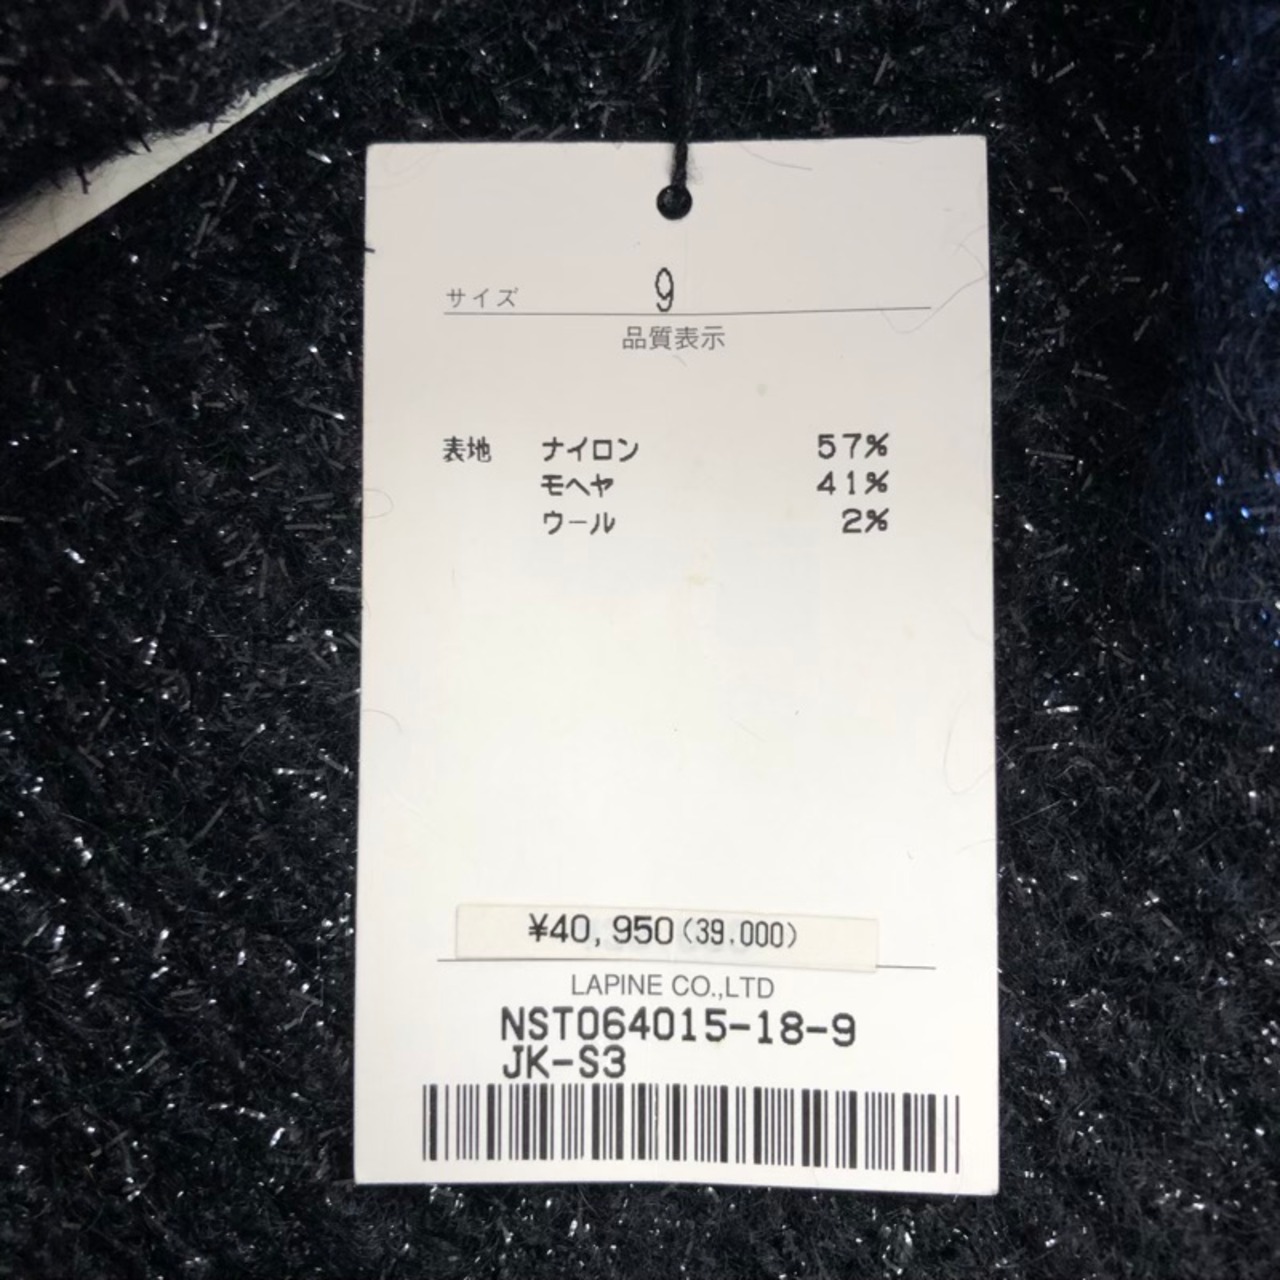 サイズ 9
品質表示
表地 ナイロン 57%
モヘヤ 41%
ウール 2%
¥40,950(39,000)
LAPINE CO.,LTD
NST064015-18-9
JK-S3